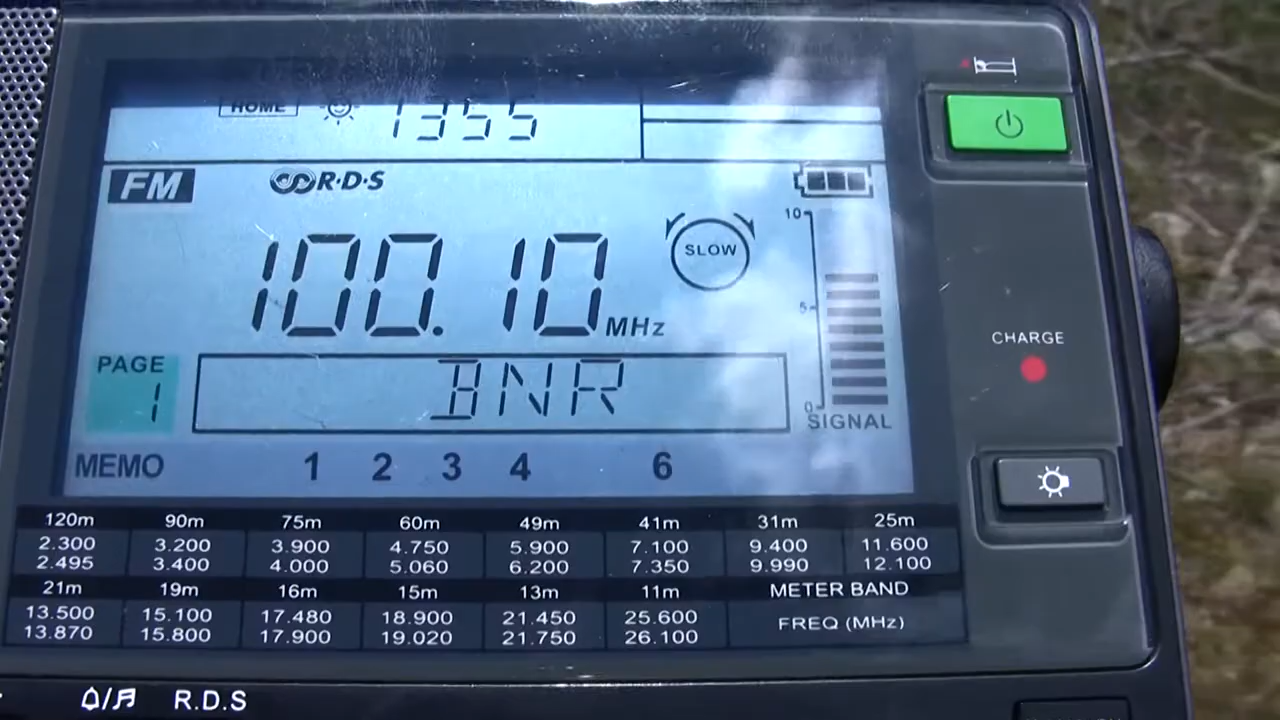 HOME 1355
FM R·D·S
10
SLOW
100.10 MHz
5
CHARGE
PAGE
1
BNR
0
SIGNAL
MEMO 1 2 3 4 6
120m 90m 75m 60m 49m 41m 31m 25m
2.300 3.200 3.900 4.750 5.900 7.100 9.400 11.600
2.495 3.400 4.000 5.060 6.200 7.350 9.990 12.100
21m 19m 16m 15m 13m 11m METER BAND
13.500 15.100 17.480 18.900 21.450 25.600 FREQ (MHz)
13.870 15.800 17.900 19.020 21.750 26.100
R.D.S